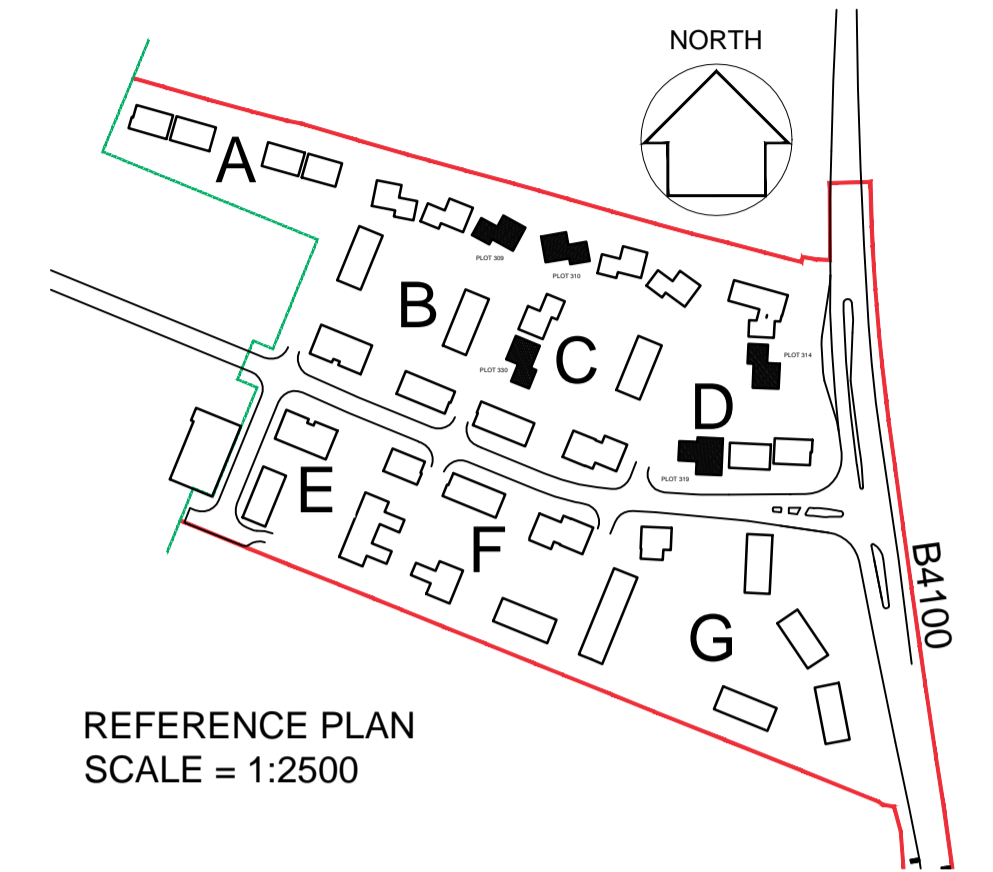 NORTH
A
PLOT 309
PLOT 310
B
C
PLOT 330
PLOT 314
D
PLOT 319
E
F
B4100
G
REFERENCE PLAN
SCALE = 1:2500